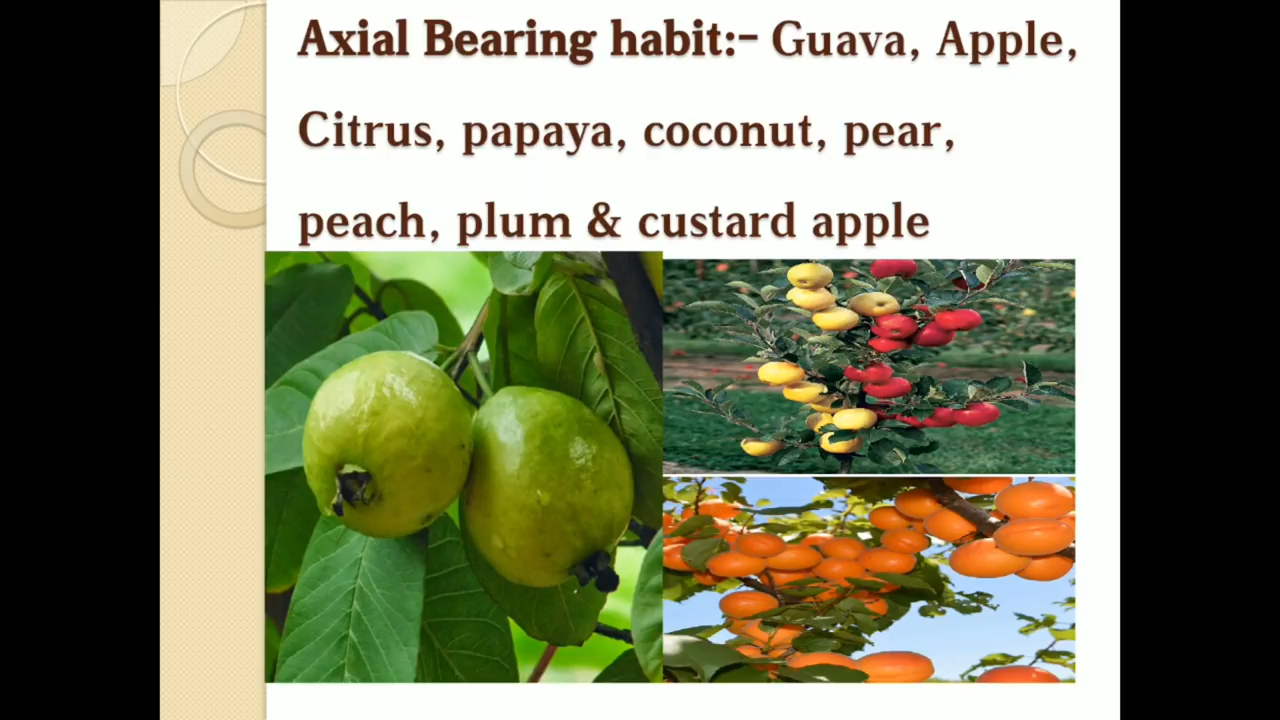 Axial Bearing habit:- Guava, Apple,
Citrus, papaya, coconut, pear,
peach, plum & custard apple